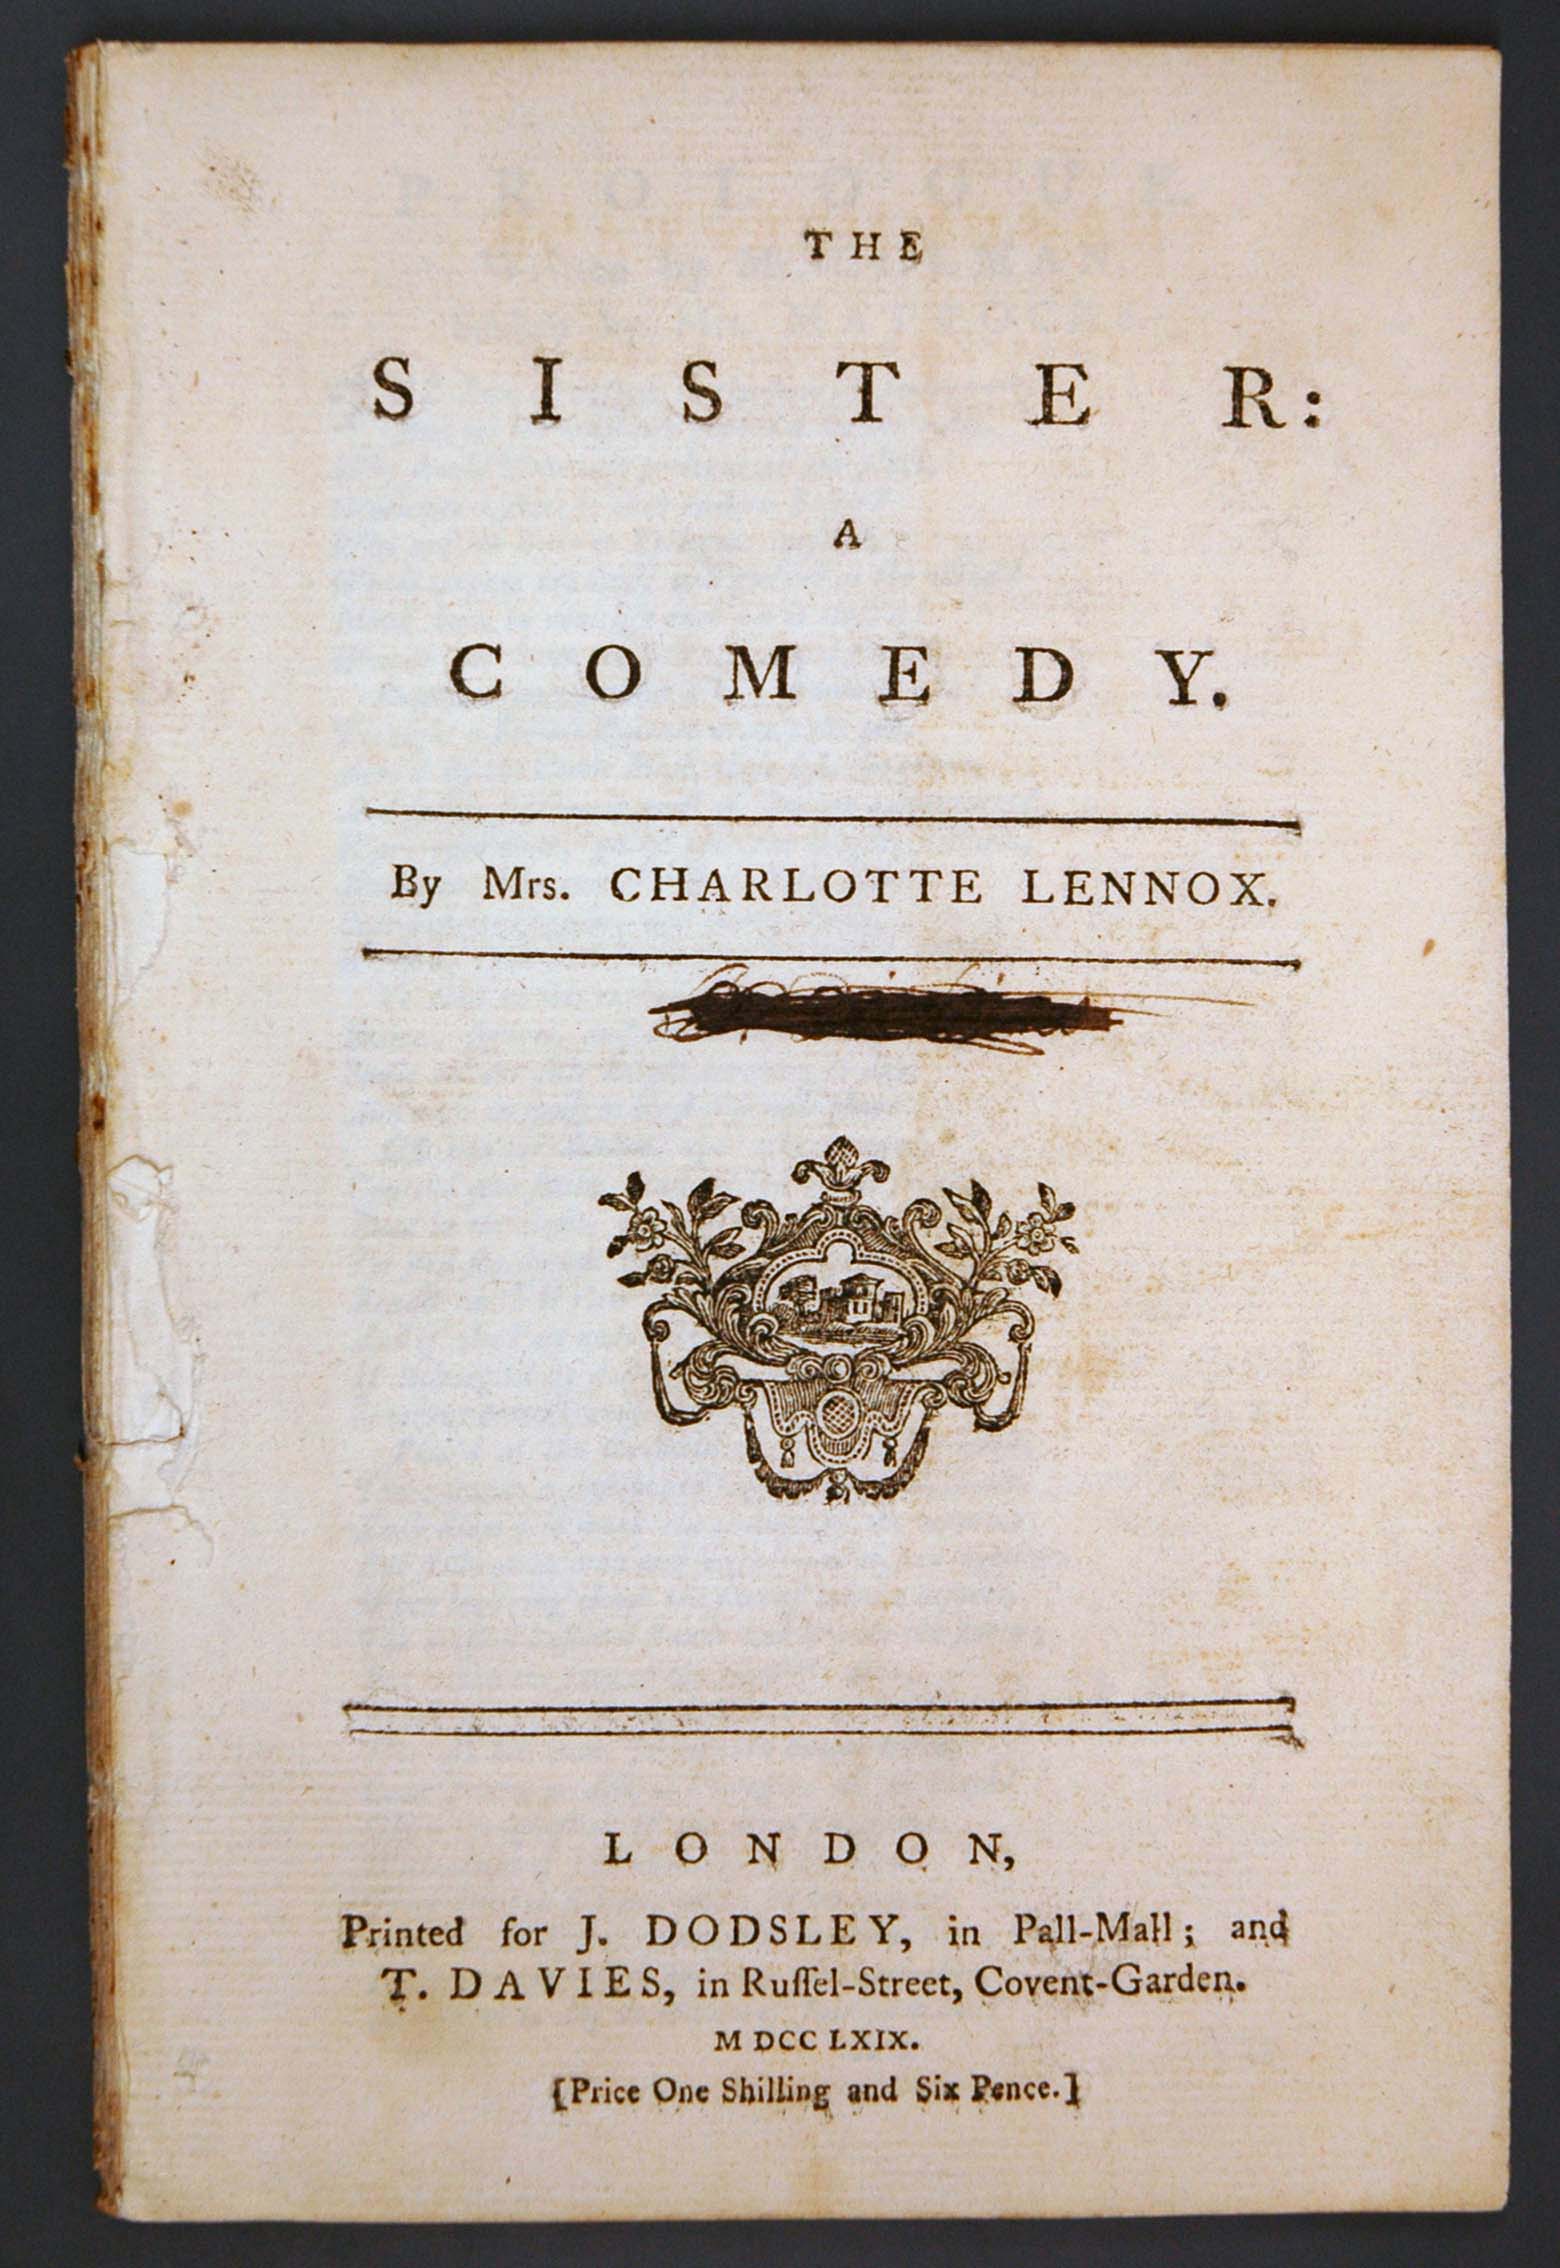 THE
SISTER:
A
COMEDY.
By Mrs. CHARLOTTE LENNOX.
LONDON,
Printed for J. DODSLEY, in Pall-Mall; and
T. DAVIES, in Ruſſel-Street, Covent-Garden.
M DCC LXIX.
[Price One Shilling and Six Pence.]